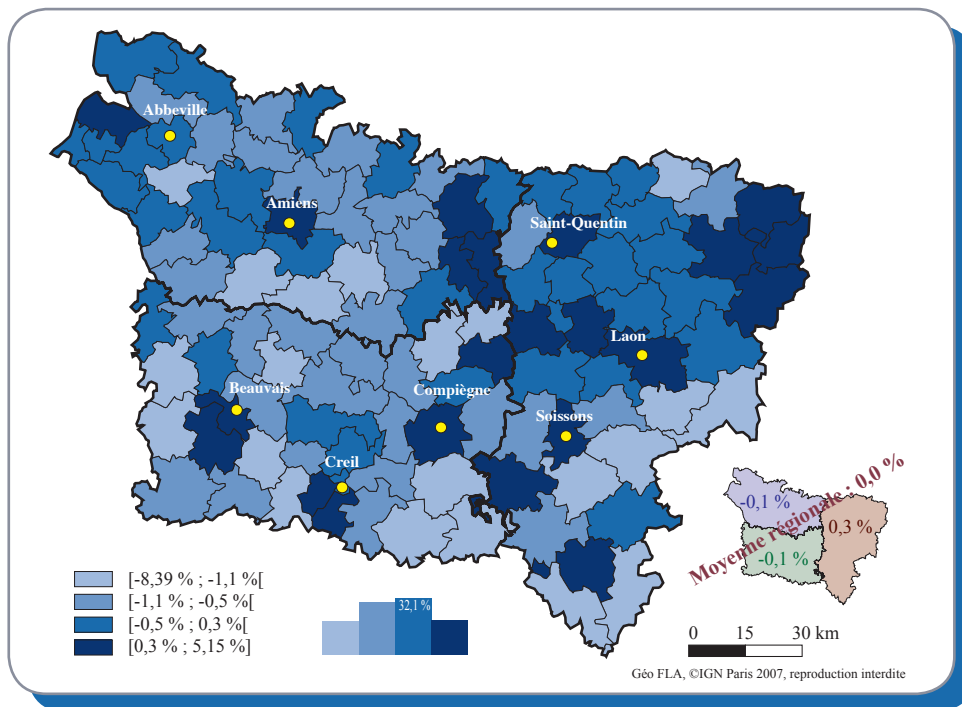 Abbeville
Amiens
Saint-Quentin
Laon
Beauvais
Compiègne
Soissons
Creil
-0,1 %
0,3 %
-0,1 %
Moyenne régionale : 0,0 %
[-8,39 % ; -1,1 %[
[-1,1 % ; -0,5 %[
[-0,5 % ; 0,3 %[
[0,3 % ; 5,15 %]
32,1 %
0 15 30 km
Géo FLA, ©IGN Paris 2007, reproduction interdite